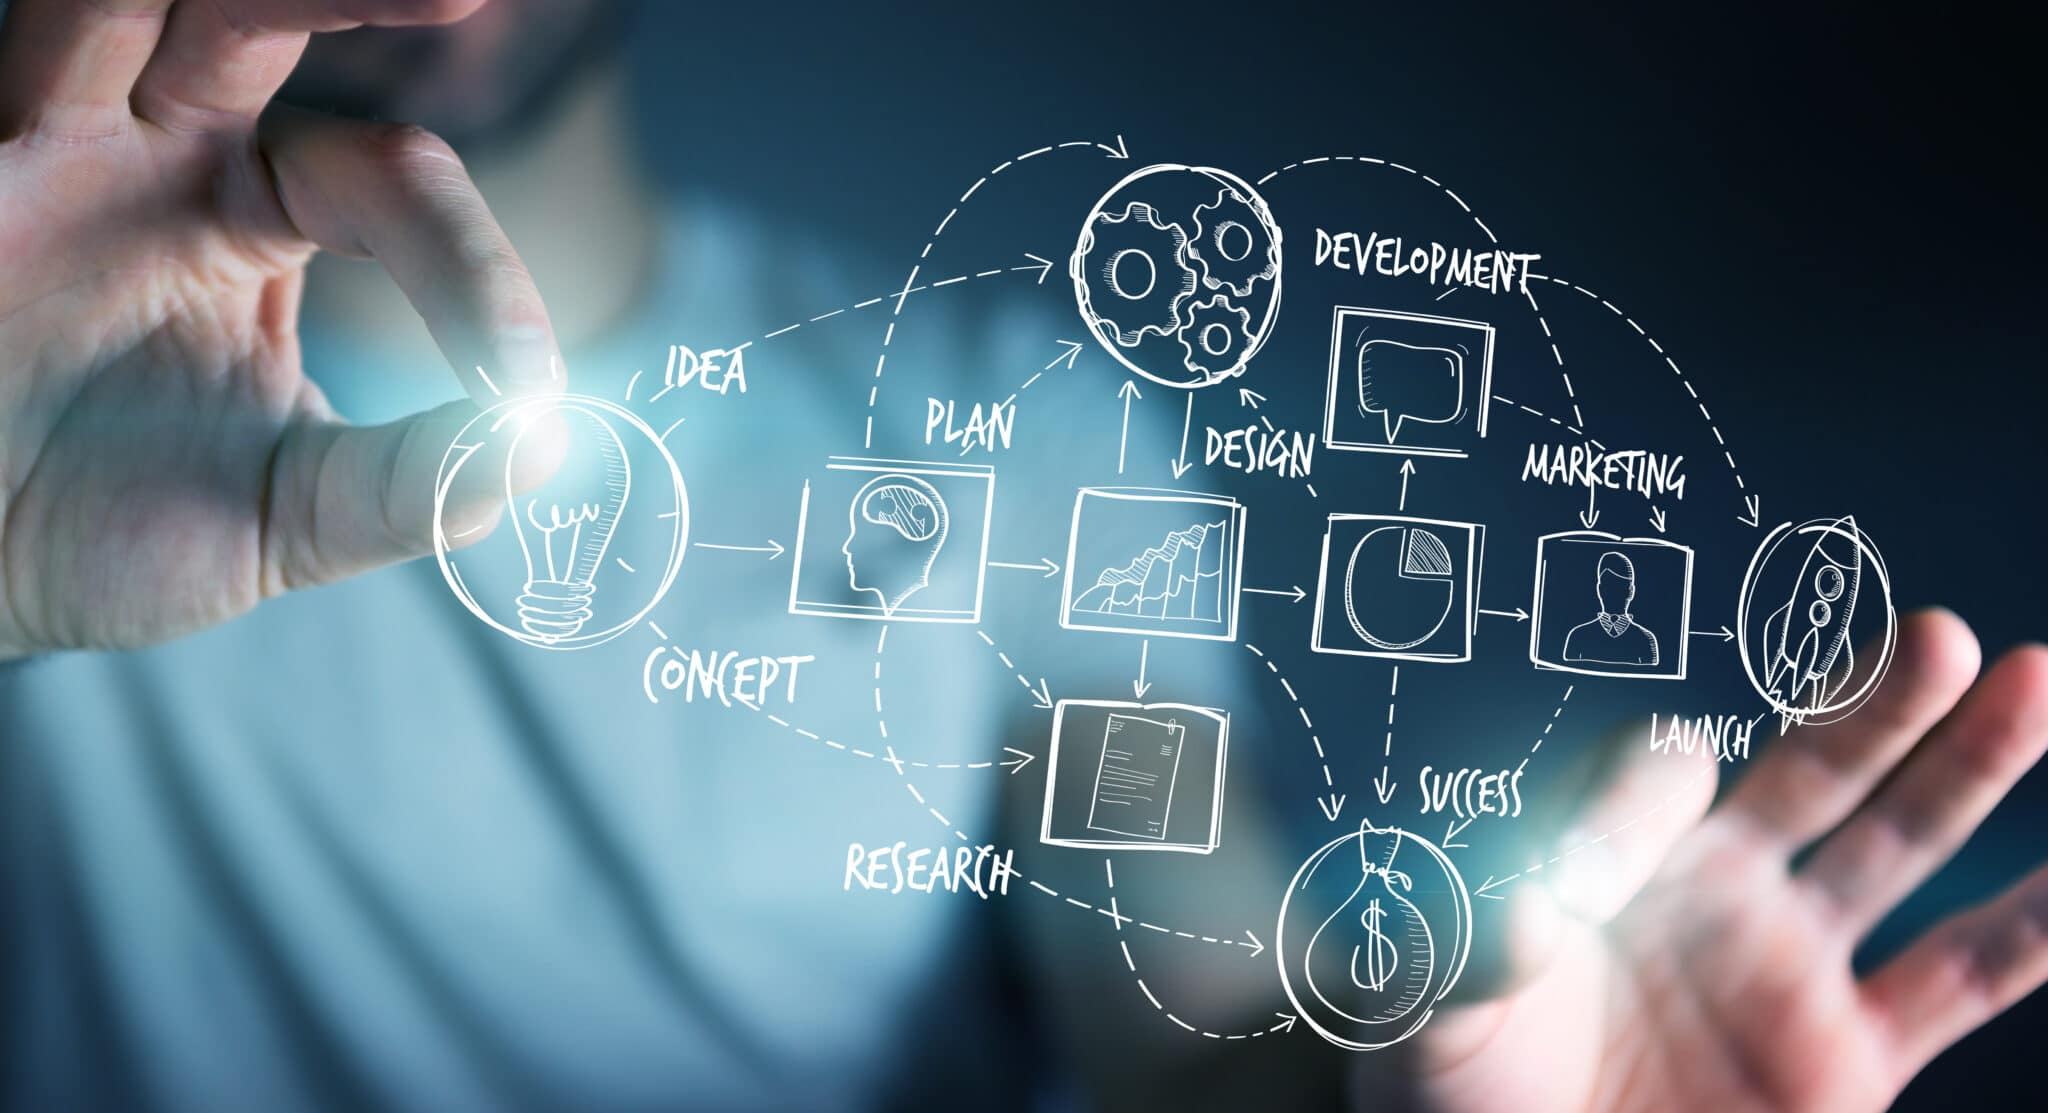 IDEA
PLAN
DESIGN
DEVELOPMENT
MARKETING
CONCEPT
RESEARCH
SUCCESS
LAUNCH
$